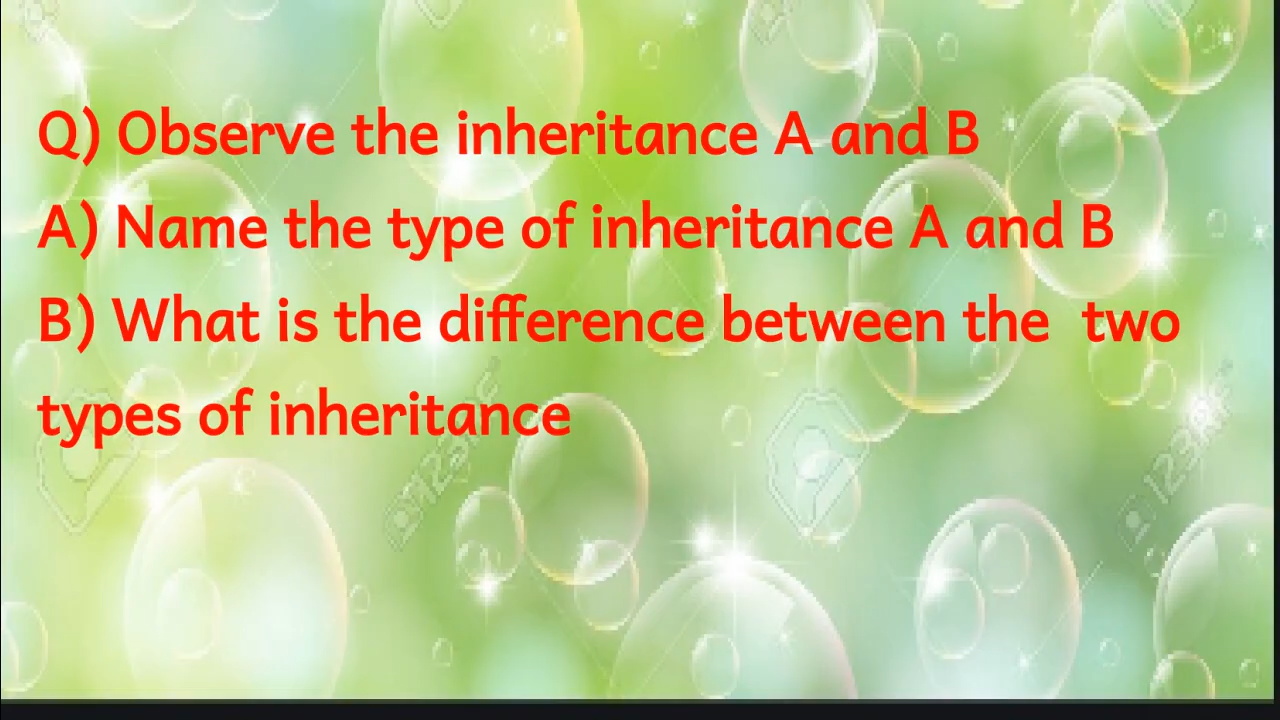 Q) Observe the inheritance A and B
A) Name the type of inheritance A and B
B) What is the difference between the two
types of inheritance